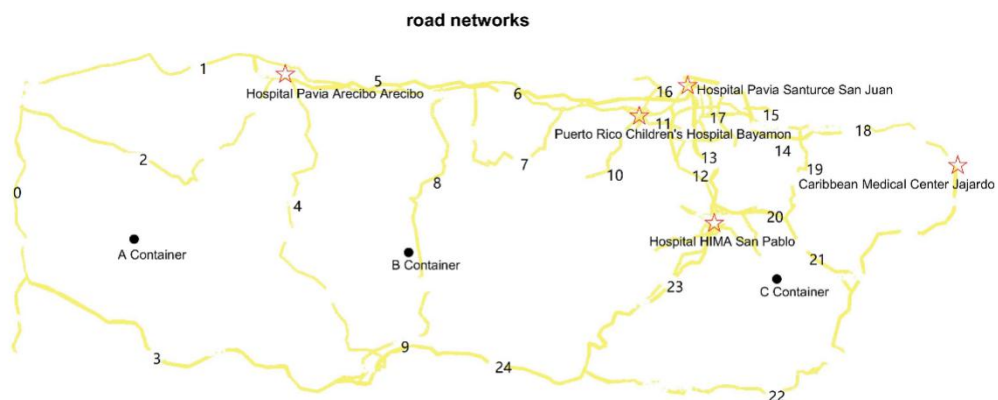 road networks
1
5
Hospital Pavia Arecibo Arecibo
6
16
Hospital Pavia Santurce San Juan
11
17
15
18
Puerto Rico Children's Hospital Bayamon
2
7
13
14
0
8
10
12
19
Caribbean Medical Center Jajardo
4
20
A Container
Hospital HIMA San Pablo
B Container
21
23
C Container
3
9
24
22